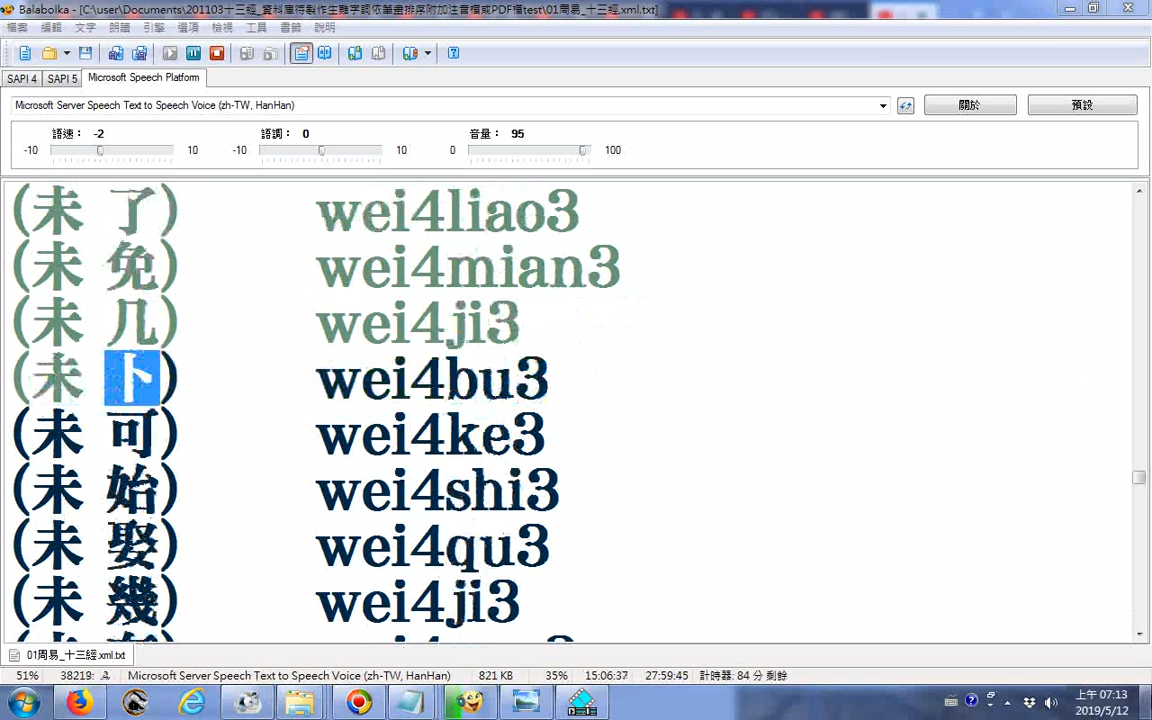 Balabolka - [C:\user\Documents\201103十三經_資料庫待製作生難字詞依筆畫排序附加注音檔或PDF檔test\01周易_十三經.xml.txt]
檔案 編輯 文字 朗讀 引擎 選項 檢視 工具 書籤 說明
SAPI 4 SAPI 5 Microsoft Speech Platform
Microsoft Server Speech Text to Speech Voice (zh-TW, HanHan) 關於 預設
語速： -2 語調： 0 音量： 95
-10 10 -10 10 0 100
(未 了) wei4liao3
(未 免) wei4mian3
(未 几) wei4ji3
(未 卜) wei4bu3
(未 可) wei4ke3
(未 始) wei4shi3
(未 娶) wei4qu3
(未 幾) wei4ji3
01周易_十三經.xml.txt
51% 38219: Microsoft Server Speech Text to Speech Voice (zh-TW, HanHan) 821 KB 35% 15:06:37 27:59:45 計時器: 84 分 剩餘
上午 07:13
2019/5/12